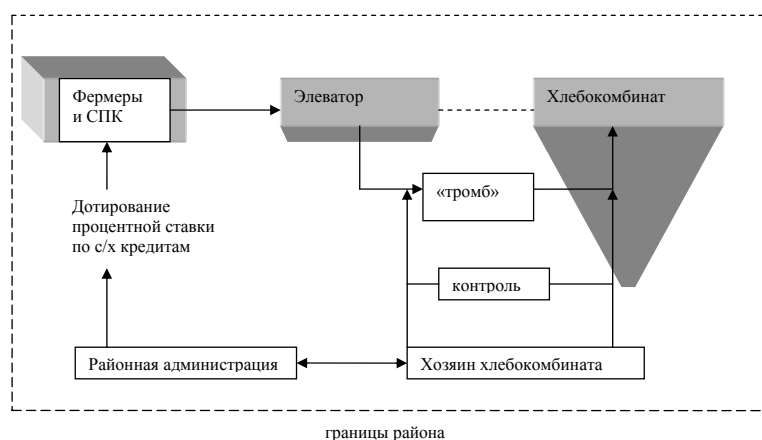 Фермеры
и СПК
Элеватор
Хлебокомбинат
«тромб»
Дотирование
процентной ставки
по с/х кредитам
контроль
Районная администрация
Хозяин хлебокомбината
границы района